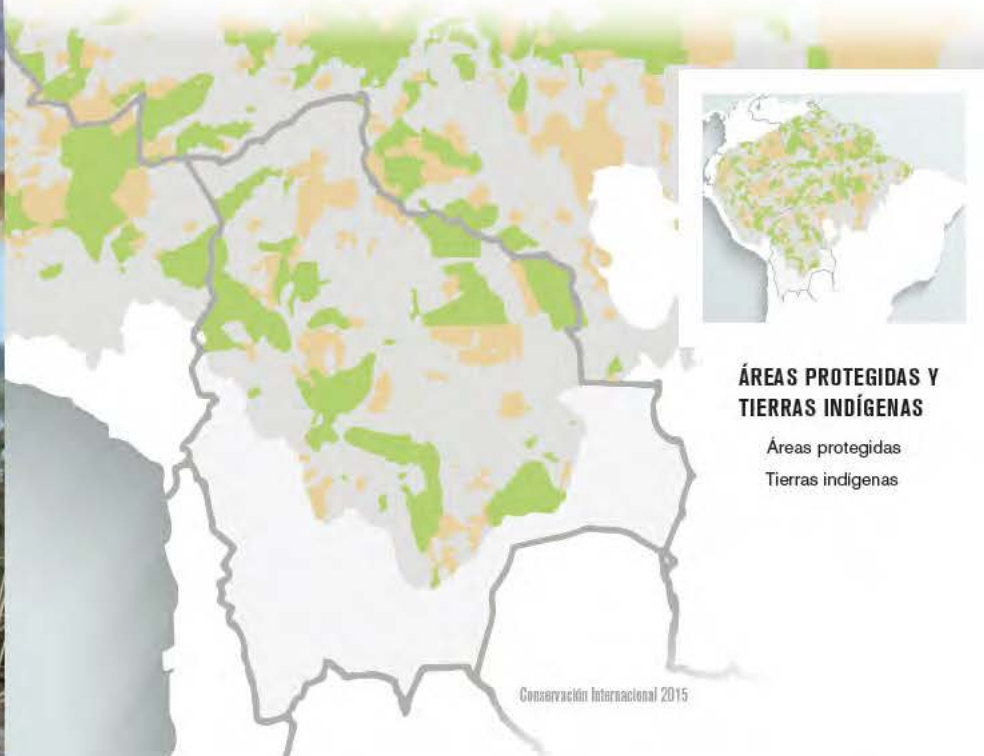 ÁREAS PROTEGIDAS Y
TIERRAS INDÍGENAS
Áreas protegidas
Tierras indígenas
Conservación Internacional 2015